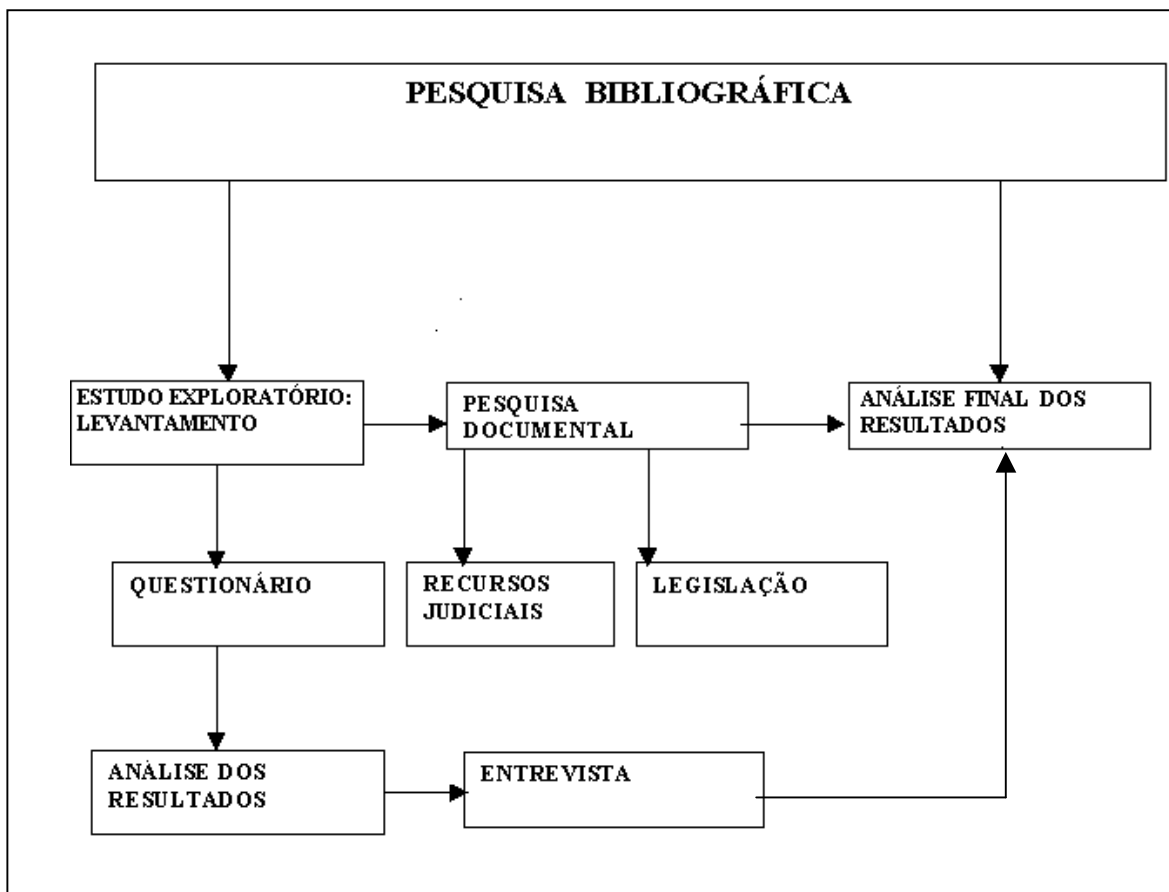 PESQUISA BIBLIOGRÁFICA
ESTUDO EXPLORATÓRIO:
LEVANTAMENTO
PESQUISA
DOCUMENTAL
ANÁLISE FINAL DOS
RESULTADOS
QUESTIONÁRIO
RECURSOS
JUDICIAIS
LEGISLAÇÃO
ANÁLISE DOS
RESULTADOS
ENTREVISTA